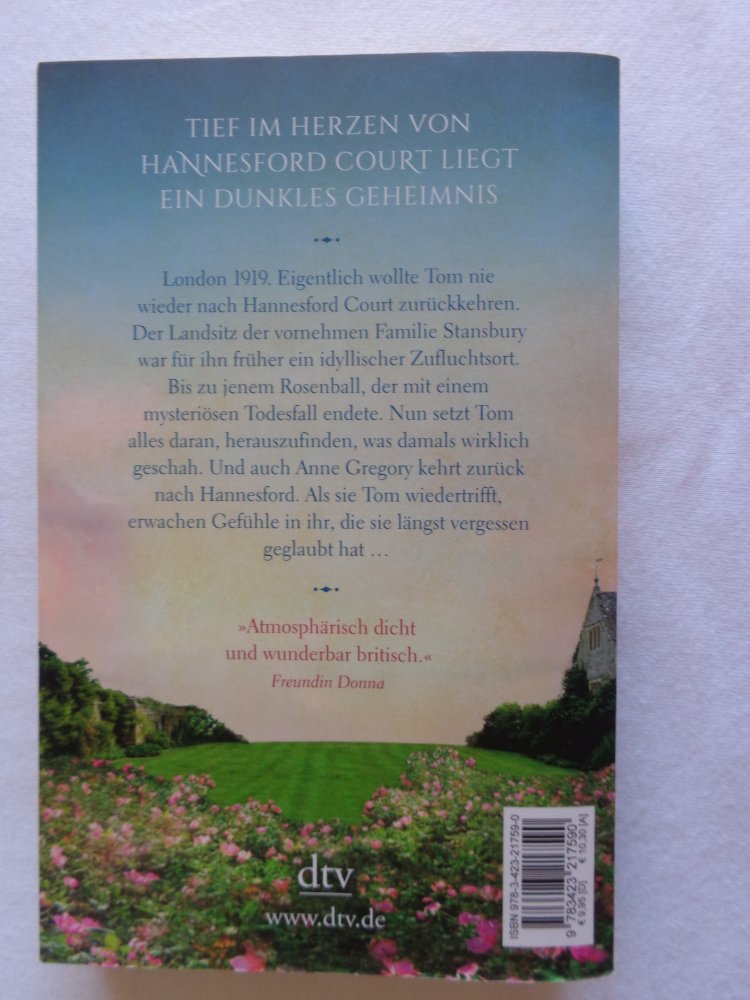 TIEF IM HERZEN VON
HANNESFORD COURT LIEGT
EIN DUNKLES GEHEIMNIS
London 1919. Eigentlich wollte Tom nie
wieder nach Hannesford Court zurückkehren.
Der Landsitz der vornehmen Familie Stansbury
war für ihn früher ein idyllischer Zufluchtsort.
Bis zu jenem Rosenball, der mit einem
mysteriösen Todesfall endete. Nun setzt Tom
alles daran, herauszufinden, was damals wirklich
geschah. Und auch Anne Gregory kehrt zurück
nach Hannesford. Als sie Tom wiedertrifft,
erwachen Gefühle in ihr, die sie längst vergessen
geglaubt hat …
»Atmosphärisch dicht
und wunderbar britisch.«
Freundin Donna
dtv
www.dtv.de
ISBN 978-3-423-21759-0
9 783423 217590
€ 9,95 [D]
€ 10,30 [A]